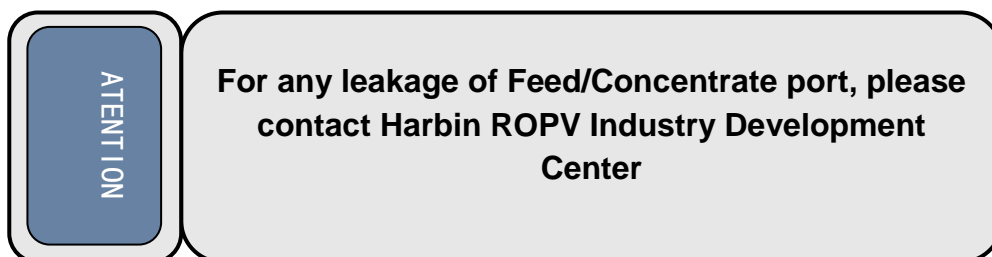 ATENTION
For any leakage of Feed/Concentrate port, please
contact Harbin ROPV Industry Development
Center